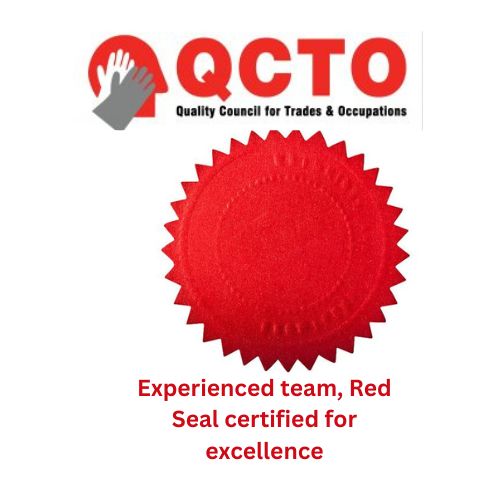 QCTO
Quality Council for Trades & Occupations
Experienced team, Red
Seal certified for
excellence